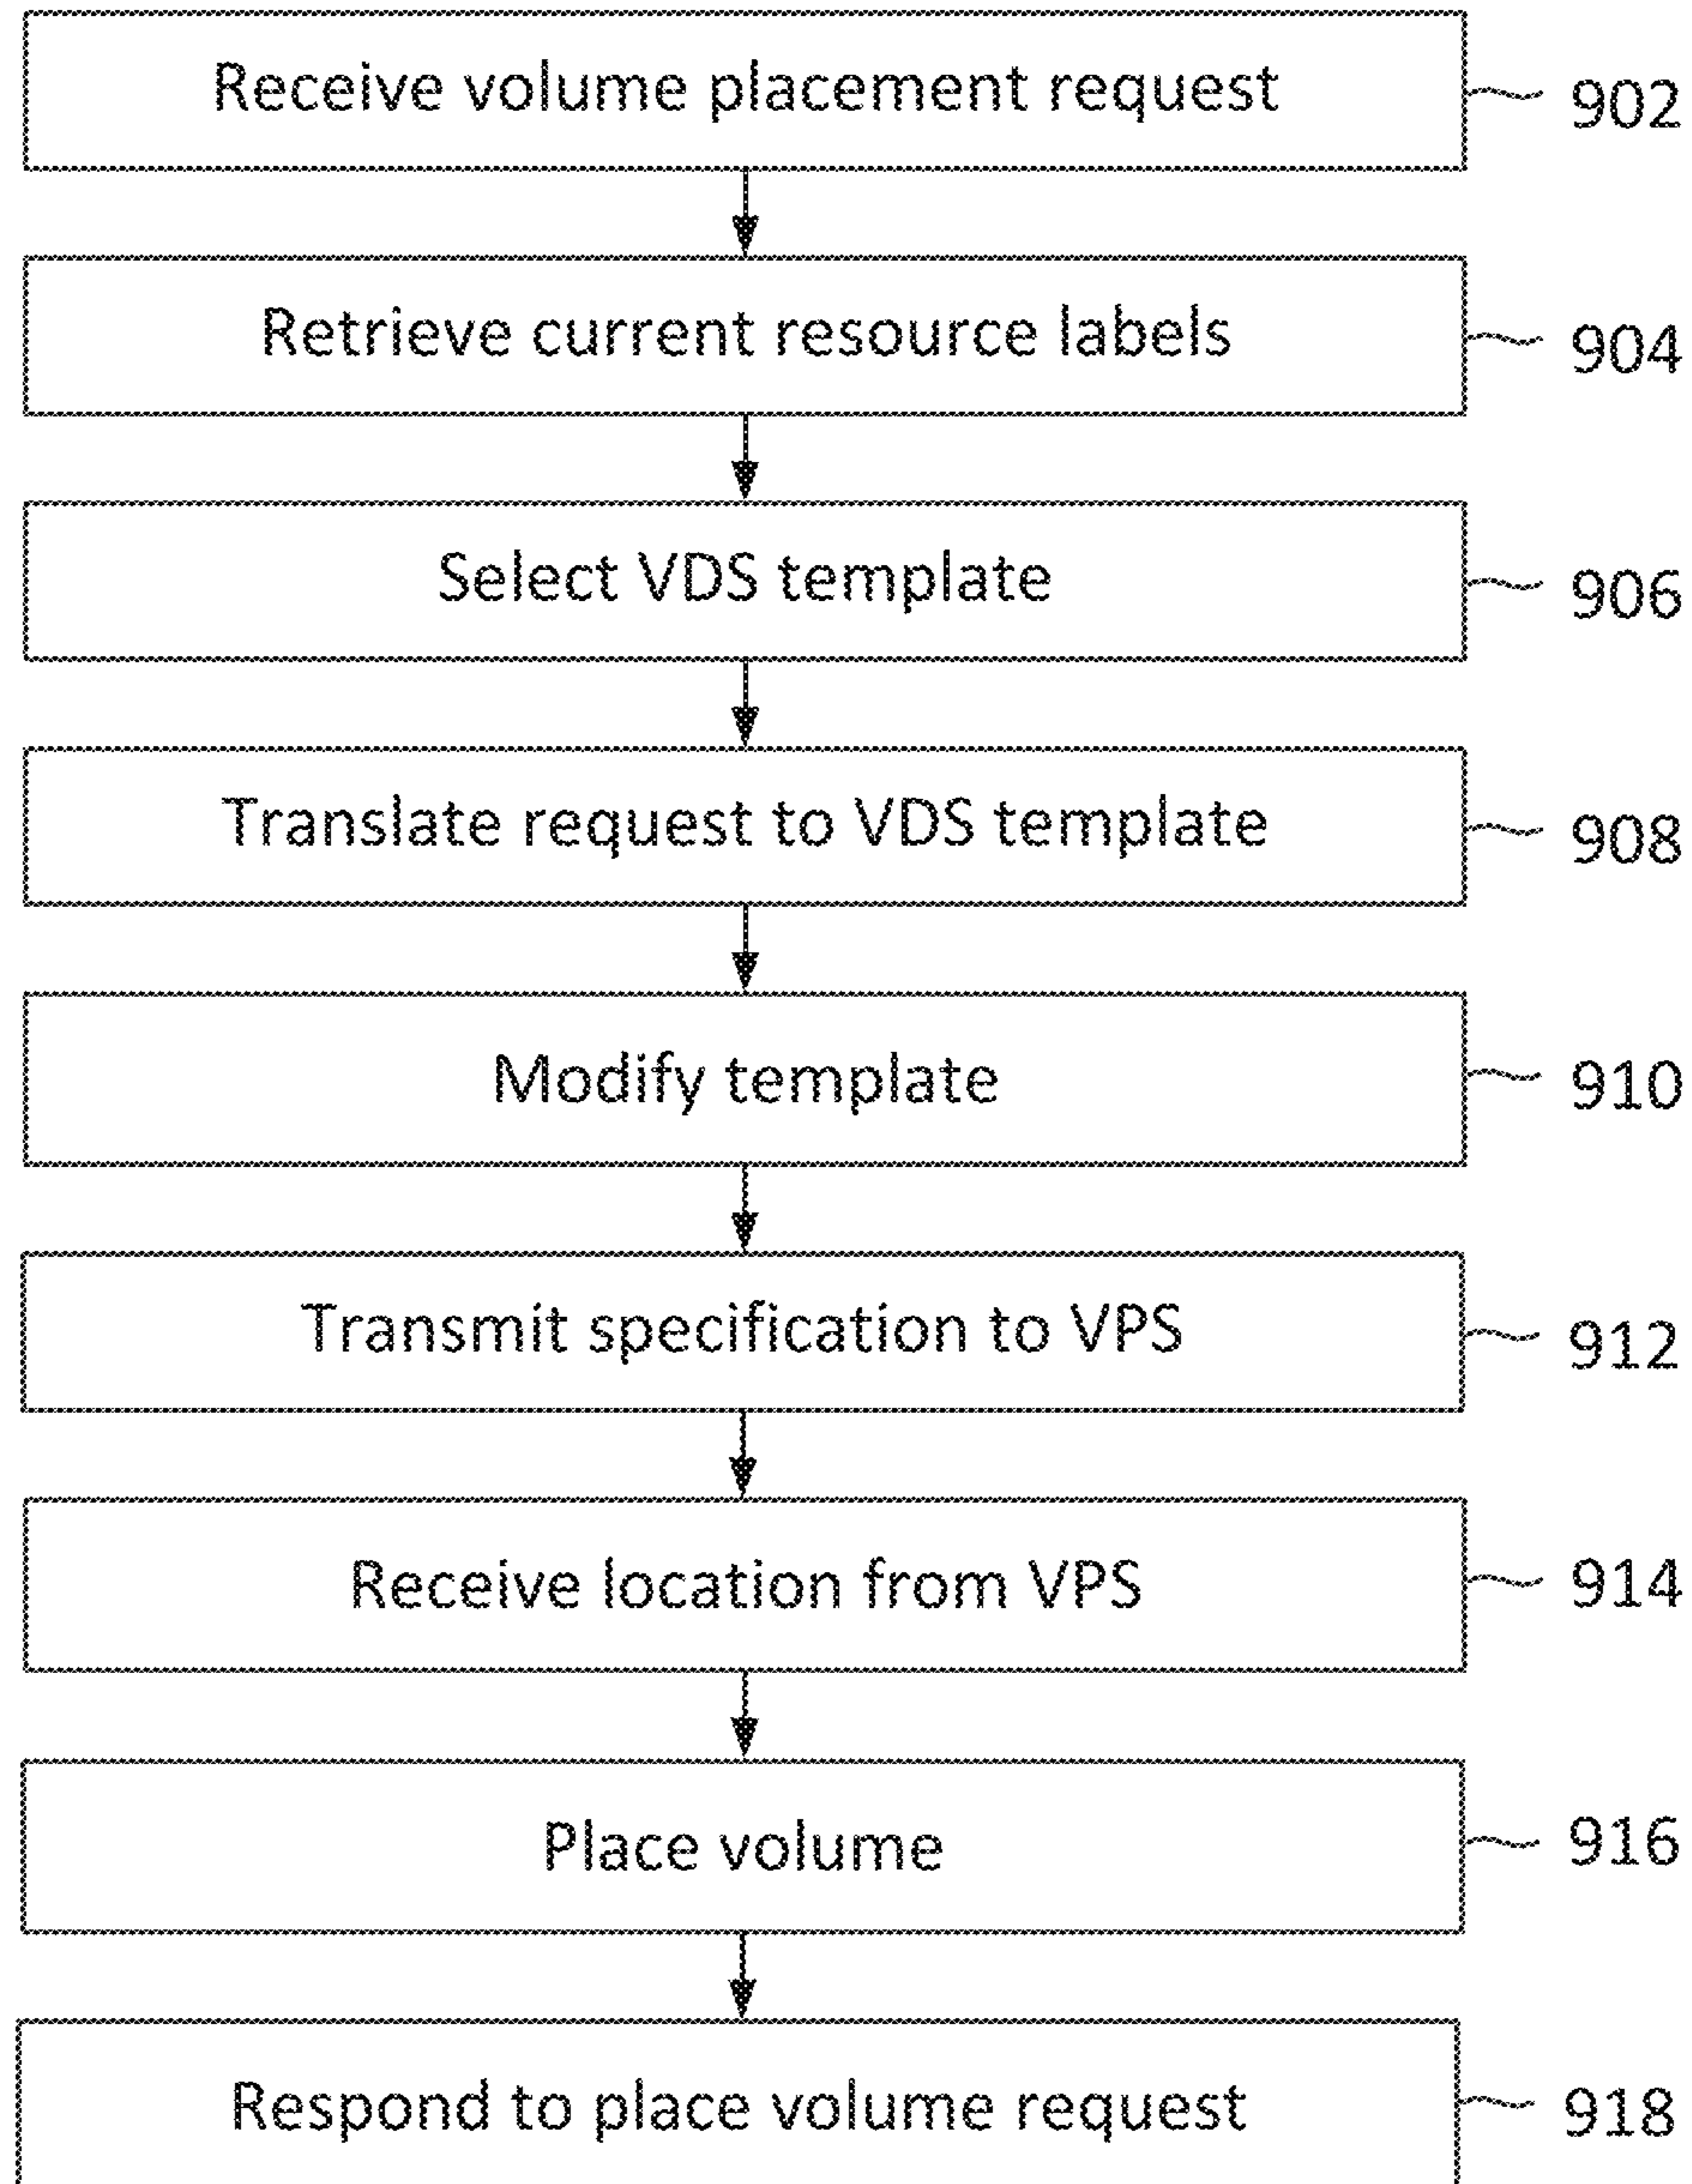 Receive volume placement request
902
Retrieve current resource labels
904
Select VDS template
906
Translate request to VDS template
908
Modify template
910
Transmit specification to VPS
912
Receive location from VPS
914
Place volume
916
Respond to place volume request
918